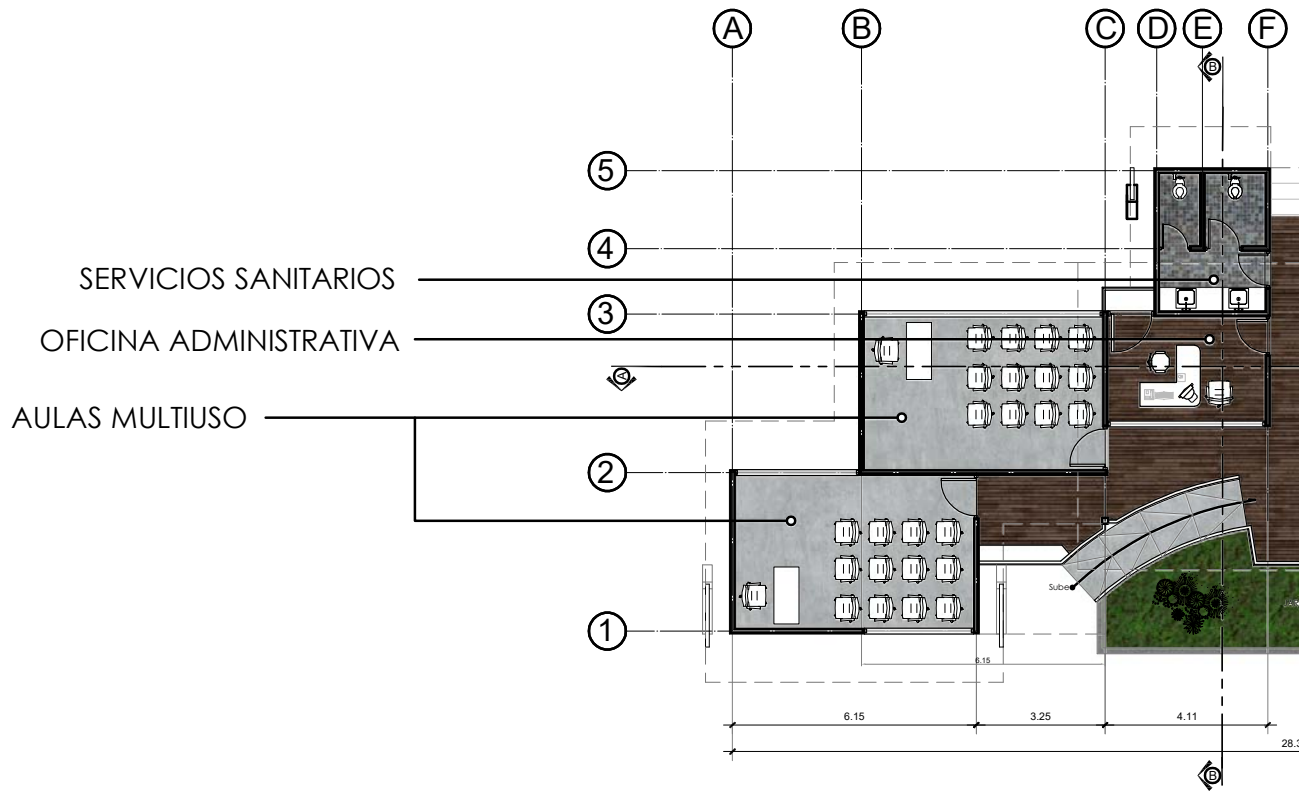 A B C D E F
B
5
4
SERVICIOS SANITARIOS
3
OFICINA ADMINISTRATIVA
A
AULAS MULTIUSO
2
Sube
1
6.15
6.15 3.25 4.11
B